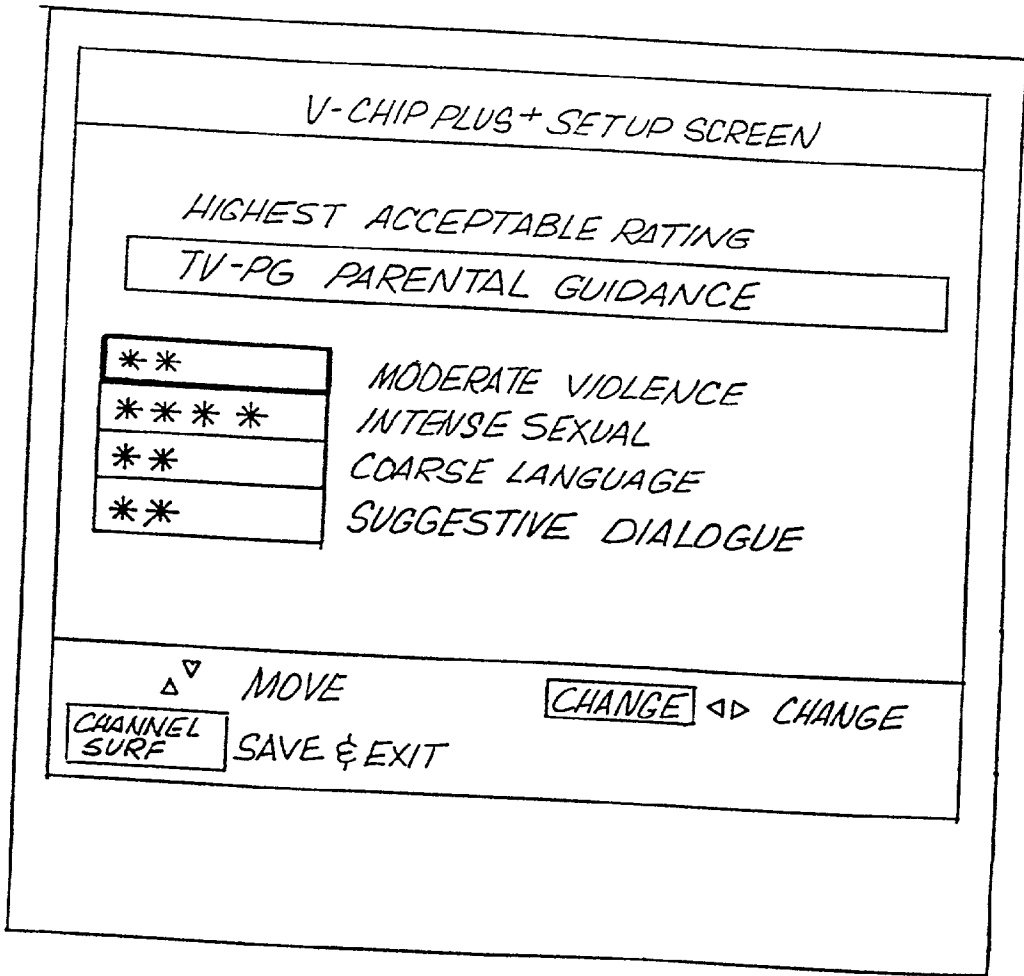 V-CHIP PLUS+ SETUP SCREEN
HIGHEST ACCEPTABLE RATING
TV-PG PARENTAL GUIDANCE
** MODERATE VIOLENCE
**** INTENSE SEXUAL
** COARSE LANGUAGE
** SUGGESTIVE DIALOGUE
MOVE
CHANGE CHANGE
CHANNEL
SURF
SAVE & EXIT